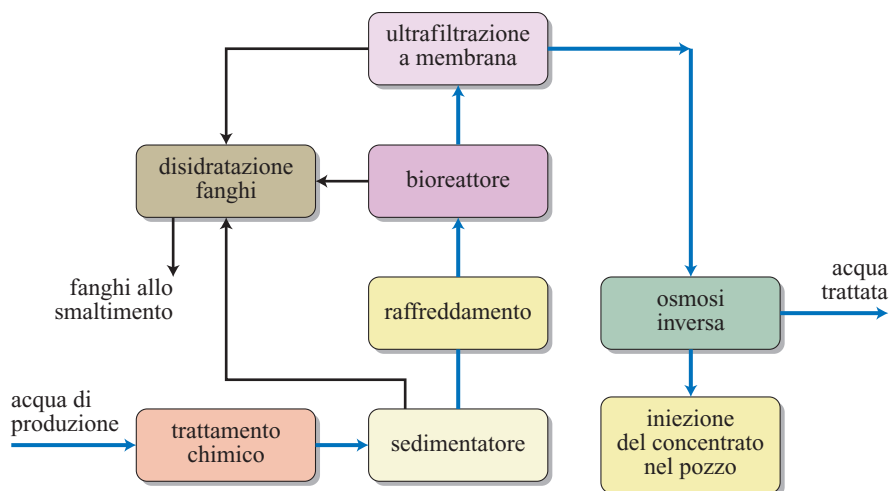 ultrafiltrazione
a membrana
disidratazione
fanghi
bioreattore
fanghi allo
smaltimento
raffreddamento
osmosi
inversa
acqua
trattata
acqua di
produzione
trattamento
chimico
sedimentatore
iniezione
del concentrato
nel pozzo